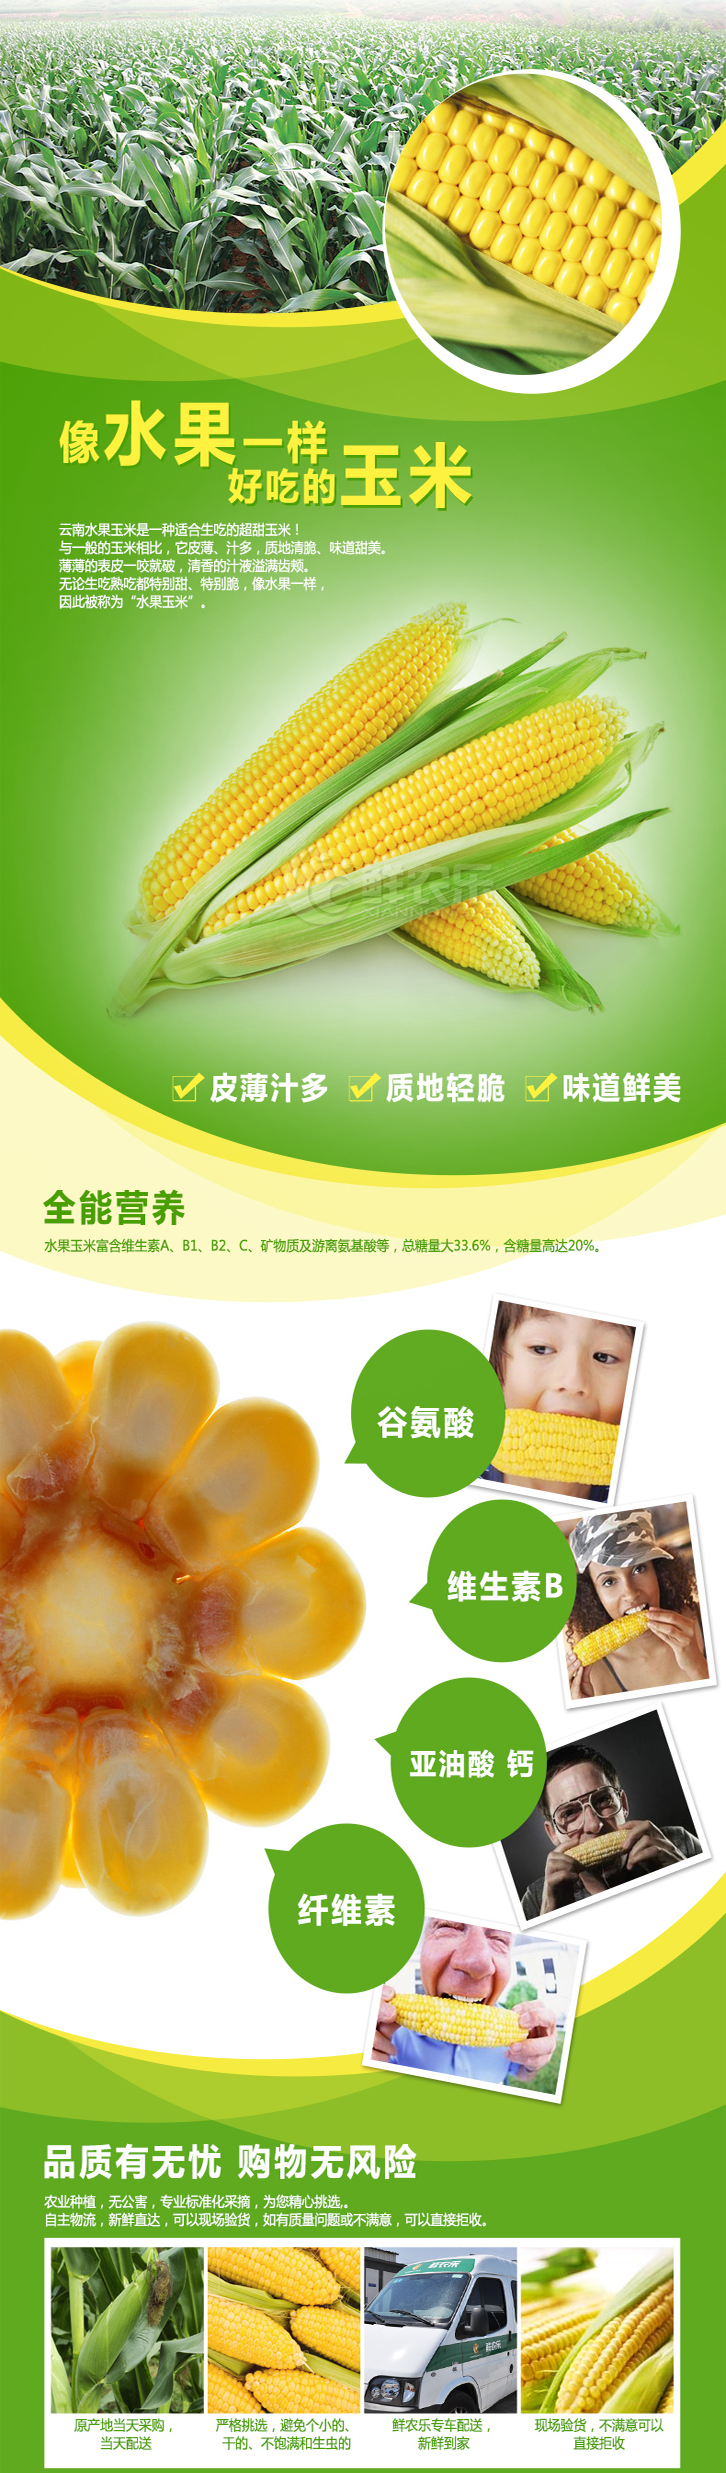 像水果一样
好吃的玉米
云南水果玉米是一种适合生吃的超甜玉米！
与一般的玉米相比，它皮薄、汁多，质地清脆、味道甜美。
薄薄的表皮一咬就破，清香的汁液溢满齿颊。
无论生吃熟吃都特别甜、特别脆，像水果一样，
因此被称为“水果玉米”。
鲜农乐
皮薄汁多 质地轻脆 味道鲜美
全能营养
水果玉米富含维生素A、B1、B2、C、矿物质及游离氨基酸等，总糖量大33.6%，含糖量高达20%。
谷氨酸
维生素B
亚油酸 钙
纤维素
品质有无忧 购物无风险
农业种植，无公害，专业标准化采摘，为您精心挑选,。
自主物流，新鲜直达，可以现场验货，如有质量问题或不满意，可以直接拒收。
鲜农乐
鲜农乐
原产地当天采购，
当天配送
严格挑选，避免个小的、
干的、不饱满和生虫的
鲜农乐专车配送，
新鲜到家
现场验货，不满意可以
直接拒收